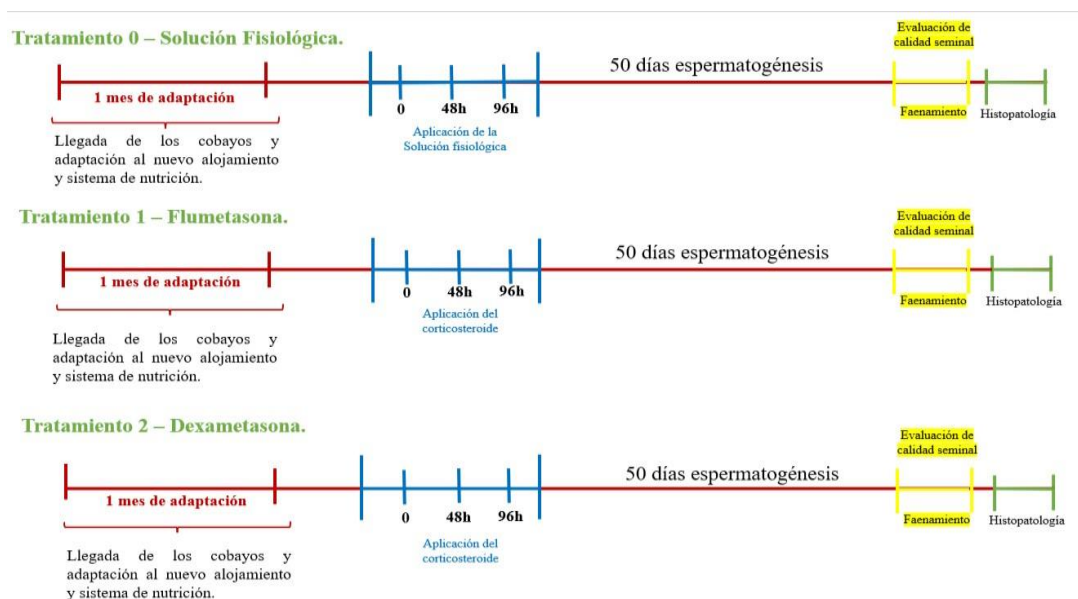 Tratamiento 0 – Solución Fisiológica.
Evaluación de
calidad seminal
50 días espermatogénesis
1 mes de adaptación
0 48h 96h
Faenamiento Histopatología
Aplicación de la
Solución fisiológica
Llegada de los cobayos y
adaptación al nuevo alojamiento
y sistema de nutrición.
Tratamiento 1 – Flumetasona.
Evaluación de
calidad seminal
50 días espermatogénesis
1 mes de adaptación
0 48h 96h
Faenamiento Histopatología
Aplicación del
corticosteroide
Llegada de los cobayos y
adaptación al nuevo alojamiento
y sistema de nutrición.
Tratamiento 2 – Dexametasona.
Evaluación de
calidad seminal
50 días espermatogénesis
1 mes de adaptación
0 48h 96h
Faenamiento Histopatología
Aplicación del
corticosteroide
Llegada de los cobayos y
adaptación al nuevo alojamiento
y sistema de nutrición.